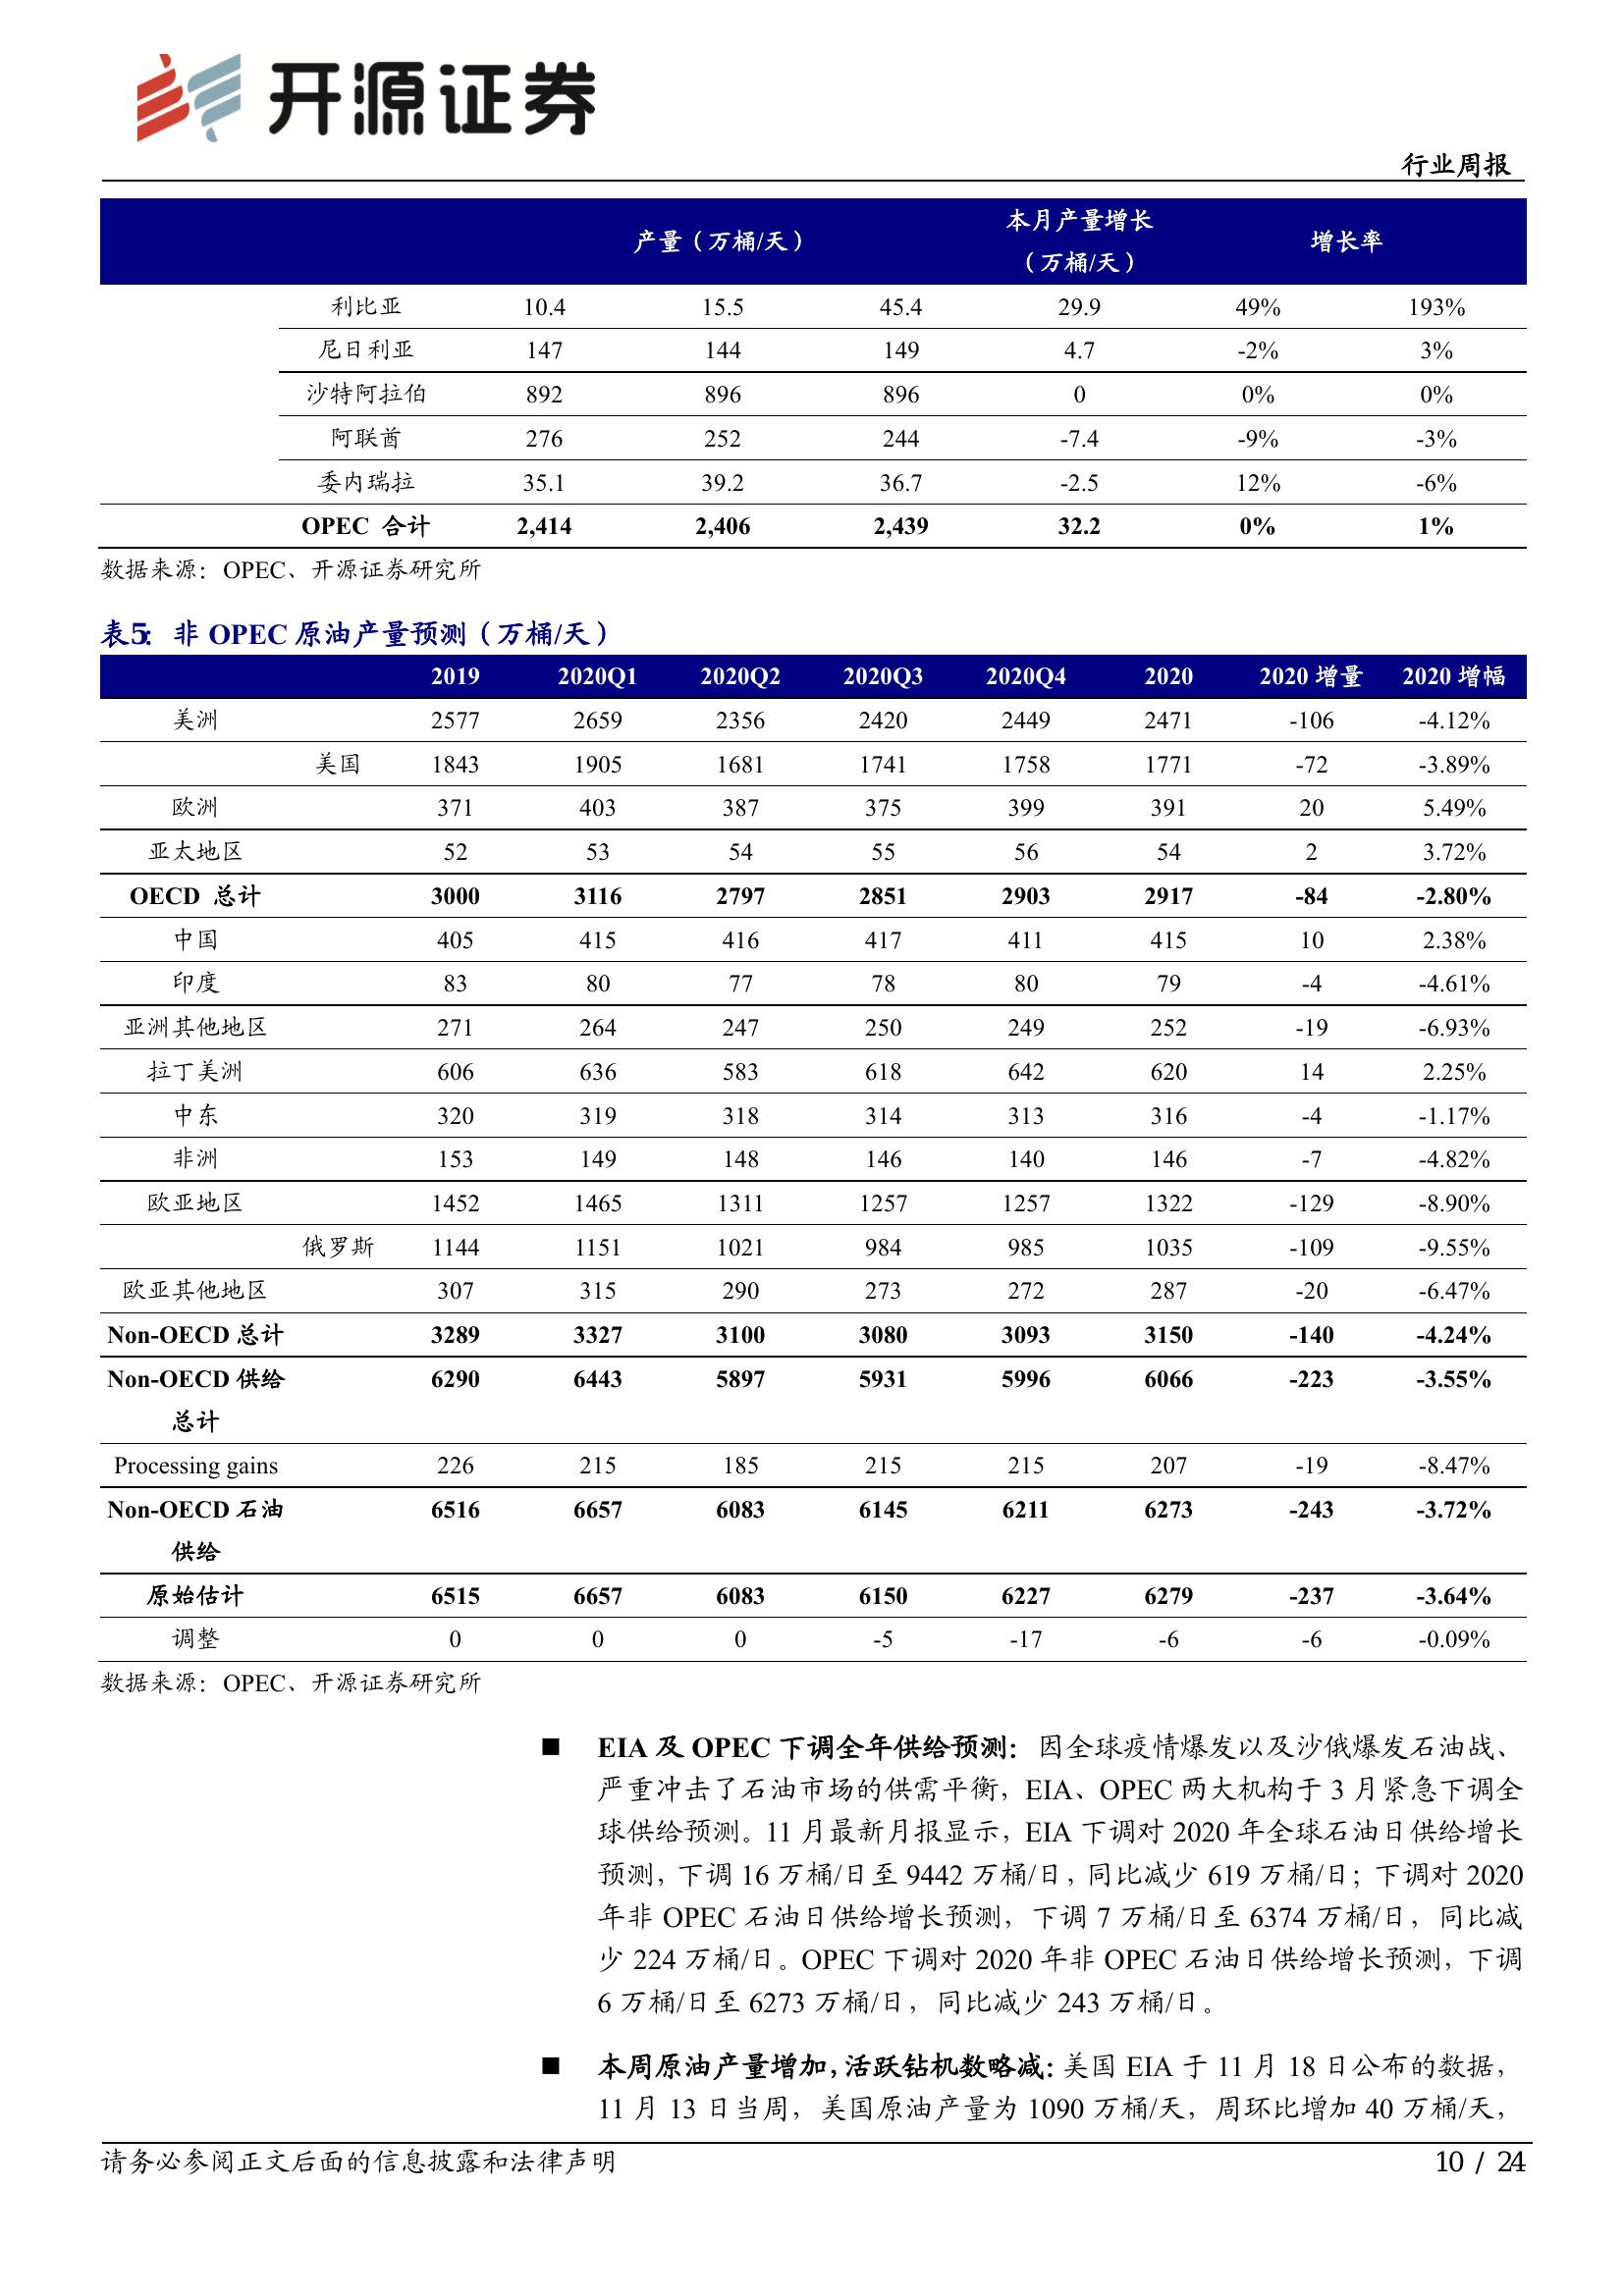 开源证券
行业周报
产量（万桶/天） 本月产量增长（万桶/天） 增长率
利比亚 10.4 15.5 45.4 29.9 49% 193%
尼日利亚 147 144 149 4.7 -2% 3%
沙特阿拉伯 892 896 896 0 0% 0%
阿联酋 276 252 244 -7.4 -9% -3%
委内瑞拉 35.1 39.2 36.7 -2.5 12% -6%
OPEC 合计 2,414 2,406 2,439 32.2 0% 1%
数据来源：OPEC、开源证券研究所
表5：非 OPEC 原油产量预测（万桶/天）
2019 2020Q1 2020Q2 2020Q3 2020Q4 2020 2020 增量 2020 增幅
美洲 2577 2659 2356 2420 2449 2471 -106 -4.12%
美国 1843 1905 1681 1741 1758 1771 -72 -3.89%
欧洲 371 403 387 375 399 391 20 5.49%
亚太地区 52 53 54 55 56 54 2 3.72%
OECD 总计 3000 3116 2797 2851 2903 2917 -84 -2.80%
中国 405 415 416 417 411 415 10 2.38%
印度 83 80 77 78 80 79 -4 -4.61%
亚洲其他地区 271 264 247 250 249 252 -19 -6.93%
拉丁美洲 606 636 583 618 642 620 14 2.25%
中东 320 319 318 314 313 316 -4 -1.17%
非洲 153 149 148 146 140 146 -7 -4.82%
欧亚地区 1452 1465 1311 1257 1257 1322 -129 -8.90%
俄罗斯 1144 1151 1021 984 985 1035 -109 -9.55%
欧亚其他地区 307 315 290 273 272 287 -20 -6.47%
Non-OECD 总计 3289 3327 3100 3080 3093 3150 -140 -4.24%
Non-OECD 供给 6290 6443 5897 5931 5996 6066 -223 -3.55%
总计
Processing gains 226 215 185 215 215 207 -19 -8.47%
Non-OECD 石油 6516 6657 6083 6145 6211 6273 -243 -3.72%
供给
原始估计 6515 6657 6083 6150 6227 6279 -237 -3.64%
调整 0 0 0 -5 -17 -6 -6 -0.09%
数据来源：OPEC、开源证券研究所
■ EIA 及 OPEC 下调全年供给预测：因全球疫情爆发以及沙俄爆发石油战、
严重冲击了石油市场的供需平衡，EIA、OPEC 两大机构于 3 月紧急下调全
球供给预测。11 月最新月报显示，EIA 下调对 2020 年全球石油日供给增长
预测，下调 16 万桶/日至 9442 万桶/日，同比减少 619 万桶/日；下调对 2020
年非 OPEC 石油日供给增长预测，下调 7 万桶/日至 6374 万桶/日，同比减
少 224 万桶/日。OPEC 下调对 2020 年非 OPEC 石油日供给增长预测，下调
6 万桶/日至 6273 万桶/日，同比减少 243 万桶/日。
■ 本周原油产量增加，活跃钻机数略减：美国 EIA 于 11 月 18 日公布的数据，
11 月 13 日当周，美国原油产量为 1090 万桶/天，周环比增加 40 万桶/天，
请务必参阅正文后面的信息披露和法律声明 10 / 24